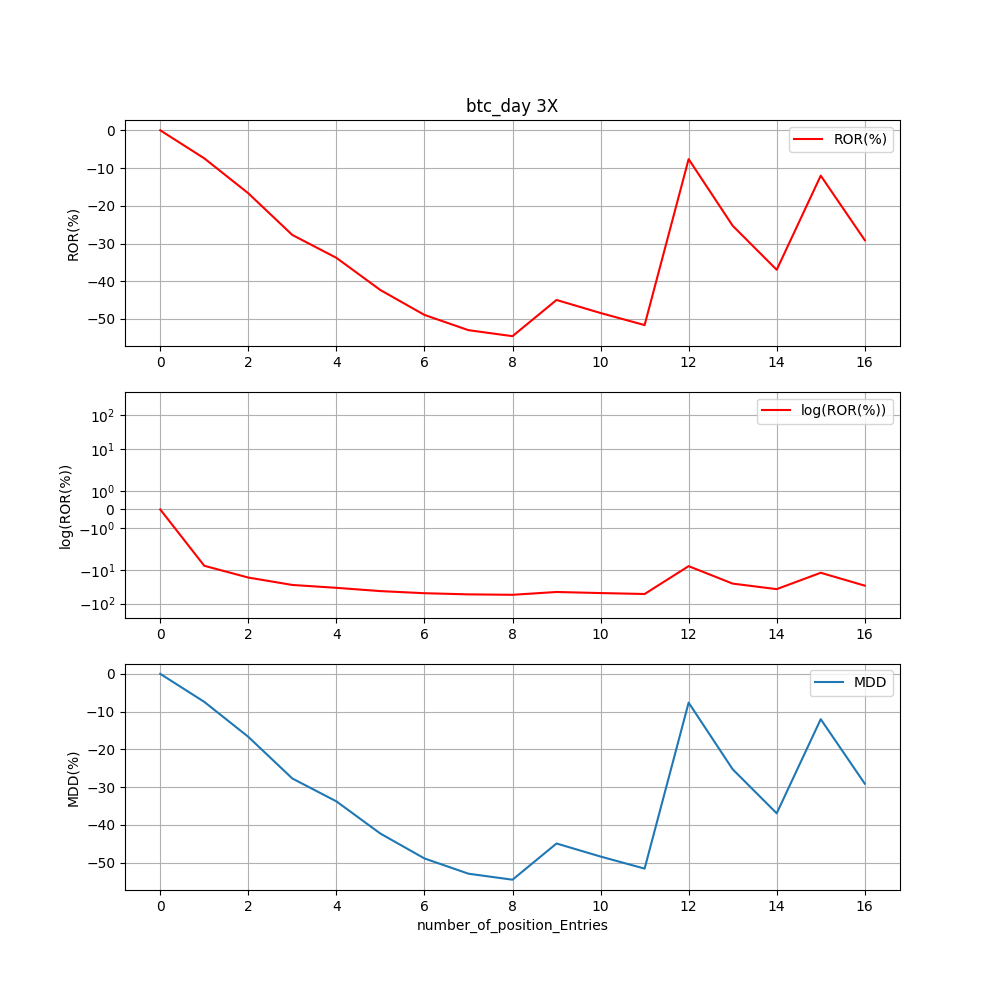 btc_day 3X
ROR(%)
0
−10
−20
−30
−40
−50
ROR(%)
0 2 4 6 8 10 12 14 16
log(ROR(%))
10²
10¹
10⁰
0
−10⁰
−10¹
−10²
log(ROR(%))
0 2 4 6 8 10 12 14 16
MDD
0
−10
−20
−30
−40
−50
MDD(%)
0 2 4 6 8 10 12 14 16
number_of_position_Entries